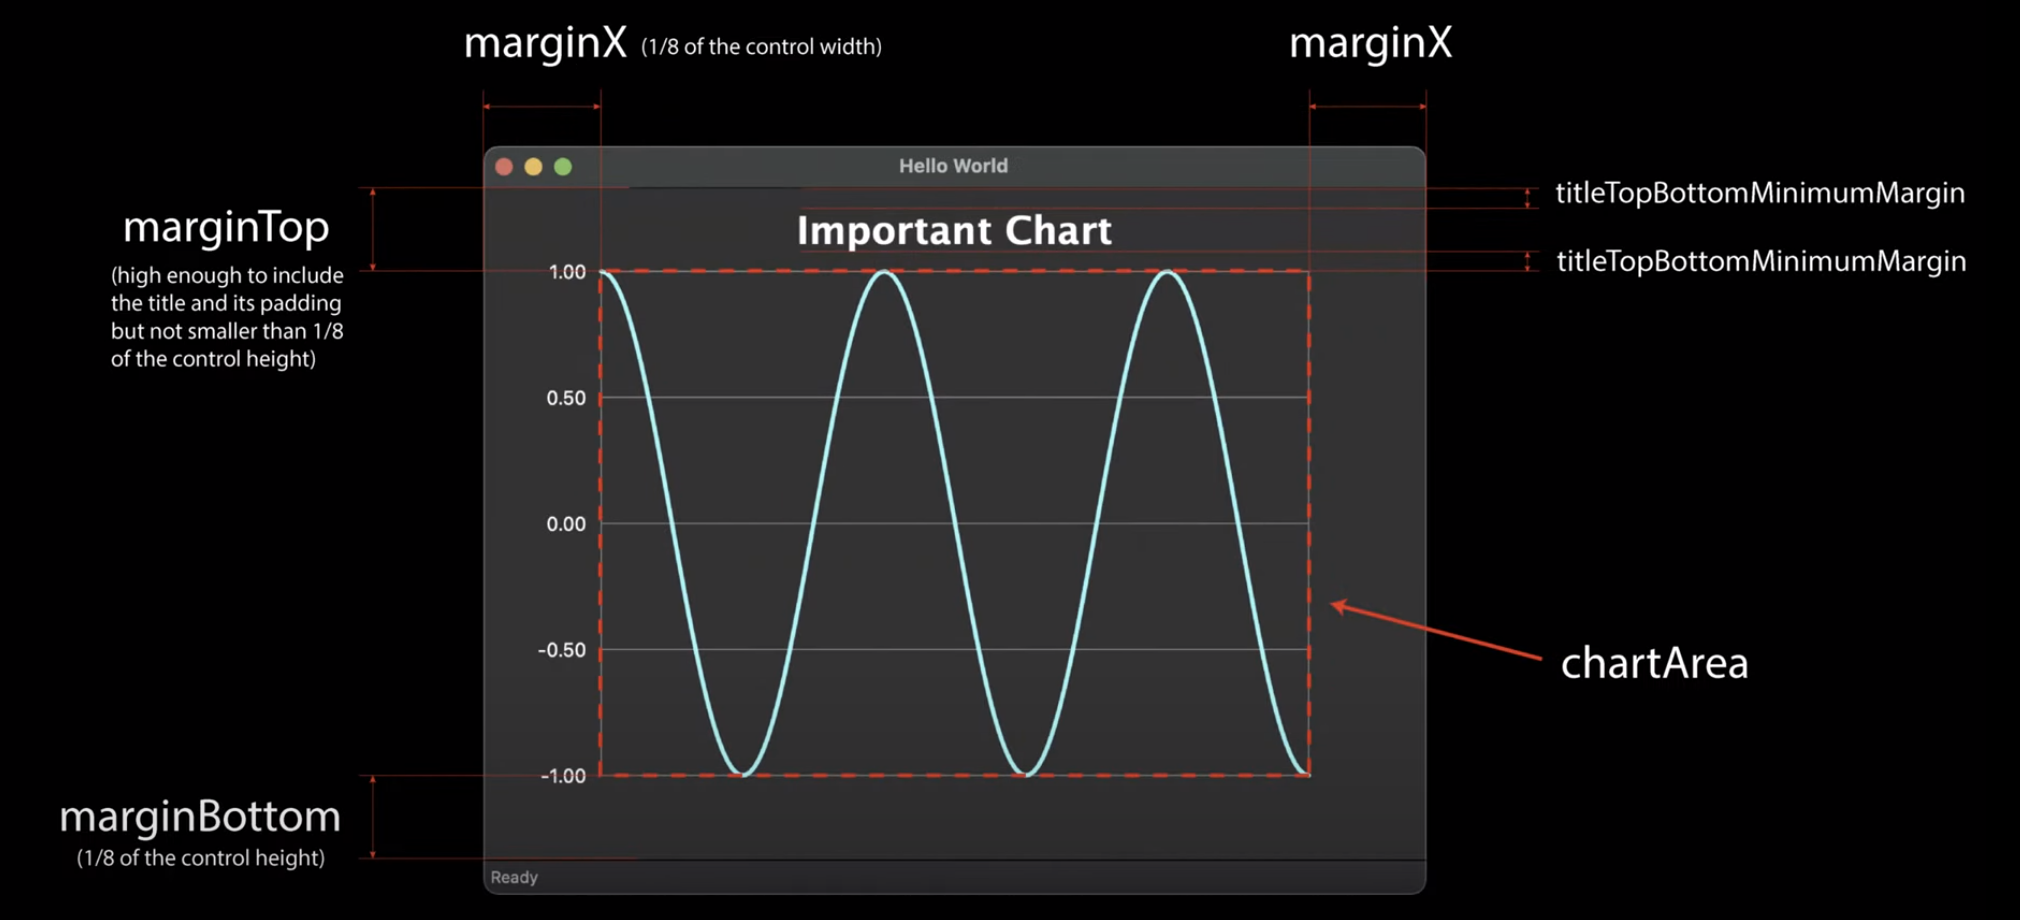 marginX (1/8 of the control width)
marginX
Hello World
titleTopBottomMinimumMargin
marginTop
Important Chart
titleTopBottomMinimumMargin
(high enough to include
the title and its padding
but not smaller than 1/8
of the control height)
1.00
0.50
0.00
-0.50
-1.00
chartArea
marginBottom
(1/8 of the control height)
Ready